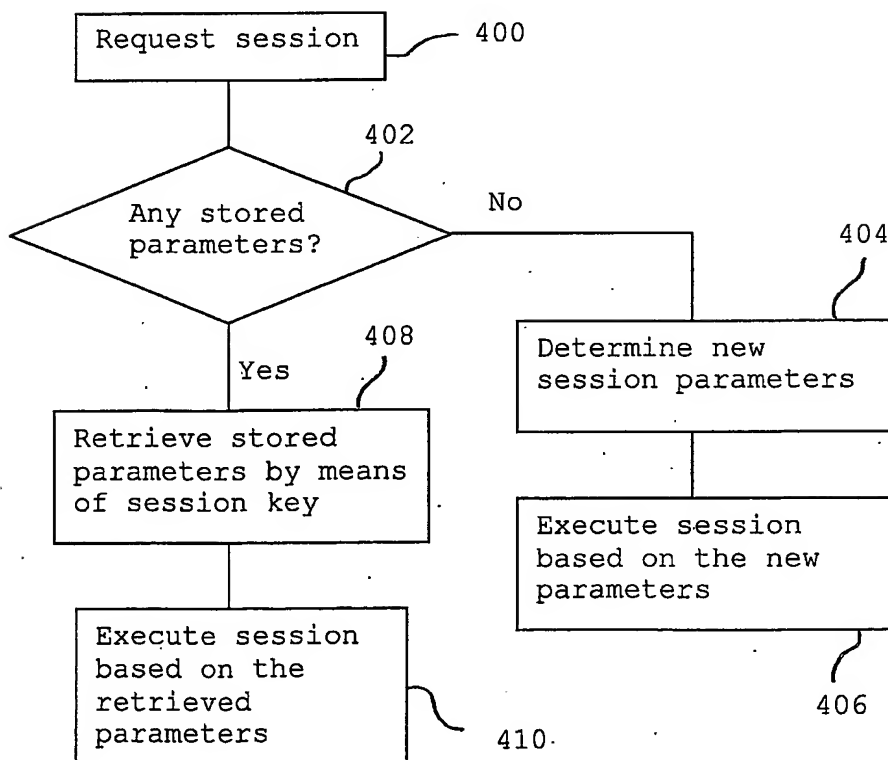 Request session
400
402
Any stored
parameters?
No
404
Yes
408
Determine new
session parameters
Retrieve stored
parameters by means
of session key
Execute session
based on the new
parameters
406
Execute session
based on the
retrieved
parameters
410